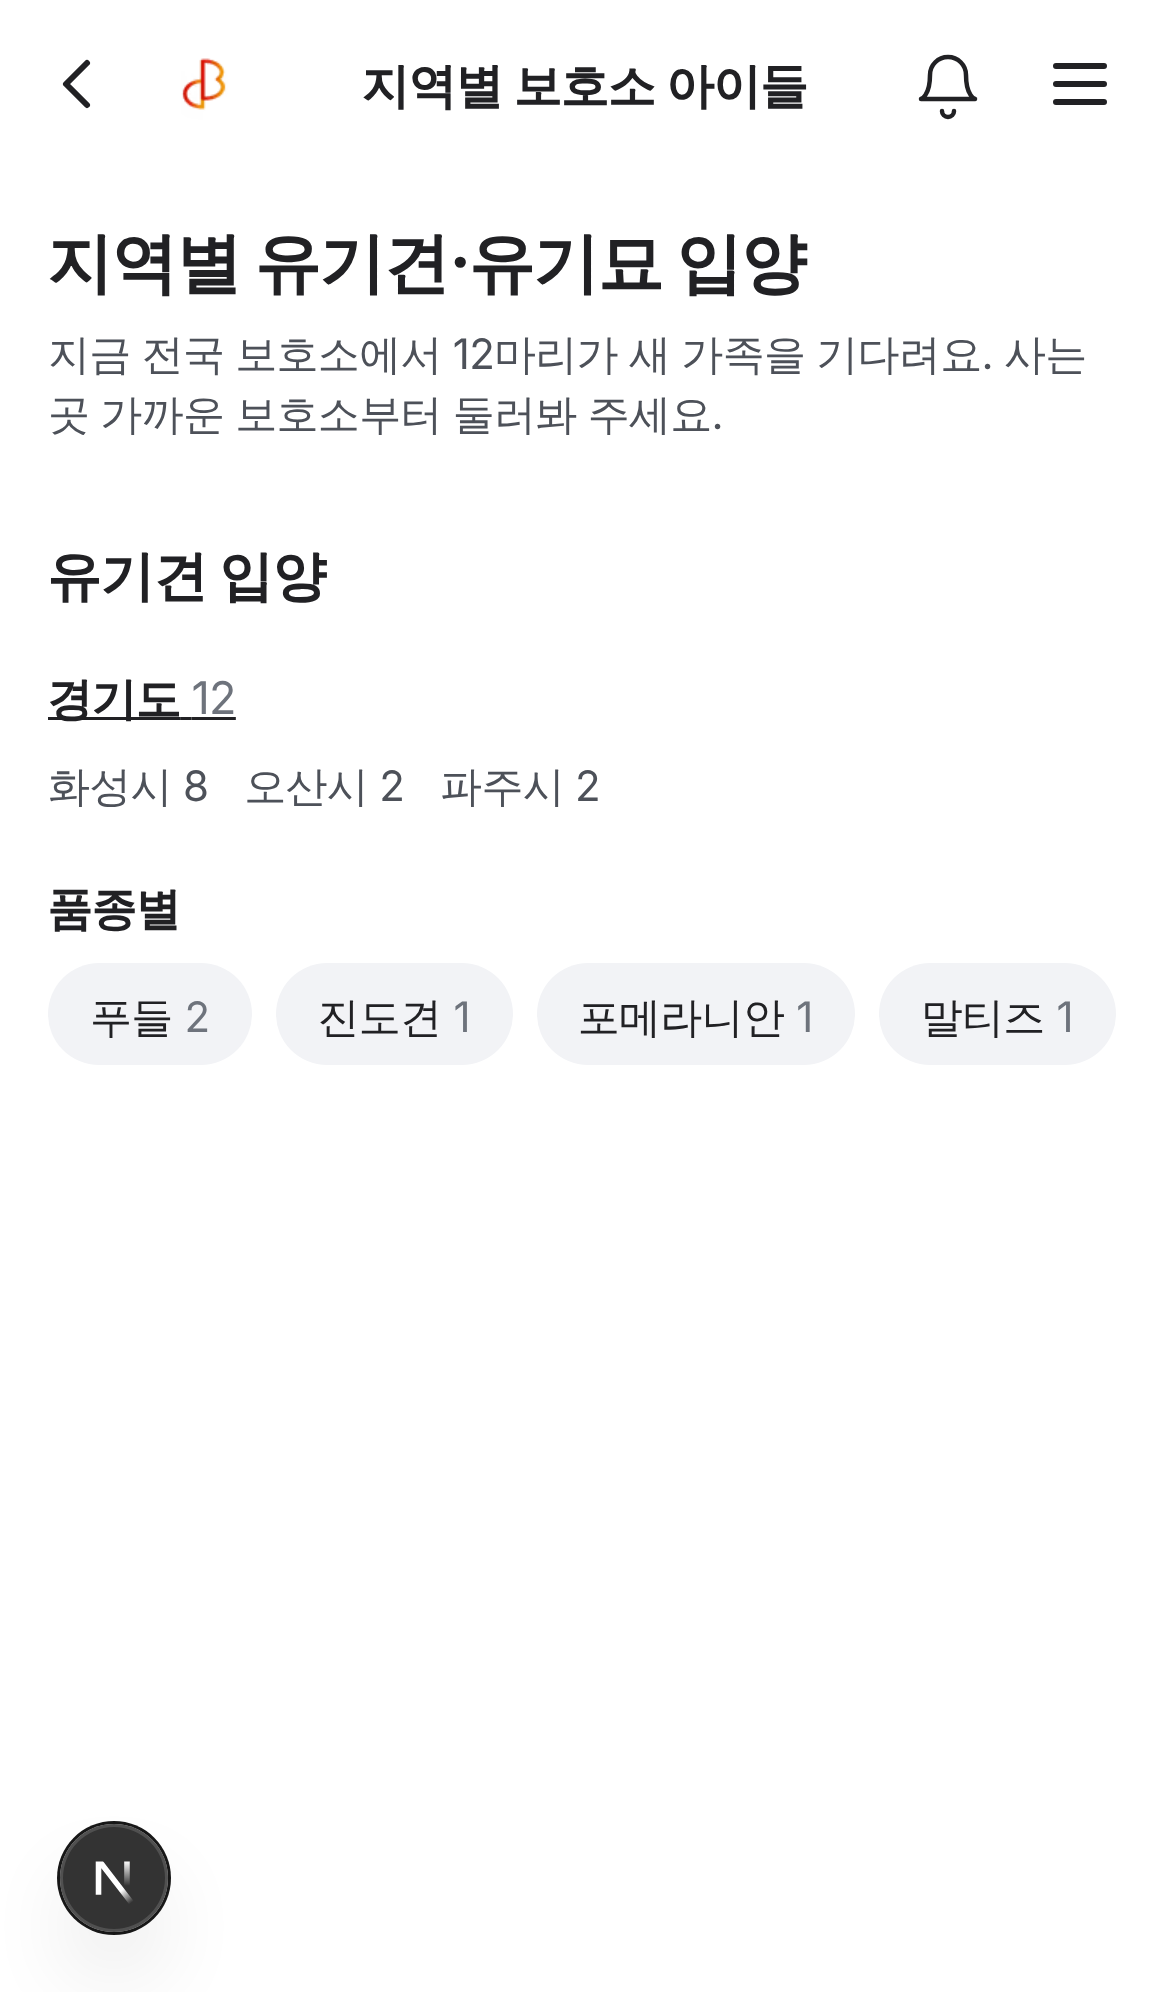 지역별 보호소 아이들
지역별 유기견·유기묘 입양
지금 전국 보호소에서 12마리가 새 가족을 기다려요. 사는
곳 가까운 보호소부터 둘러봐 주세요.
유기견 입양
경기도 12
화성시 8 오산시 2 파주시 2
품종별
푸들 2 진도견 1 포메라니안 1 말티즈 1
N